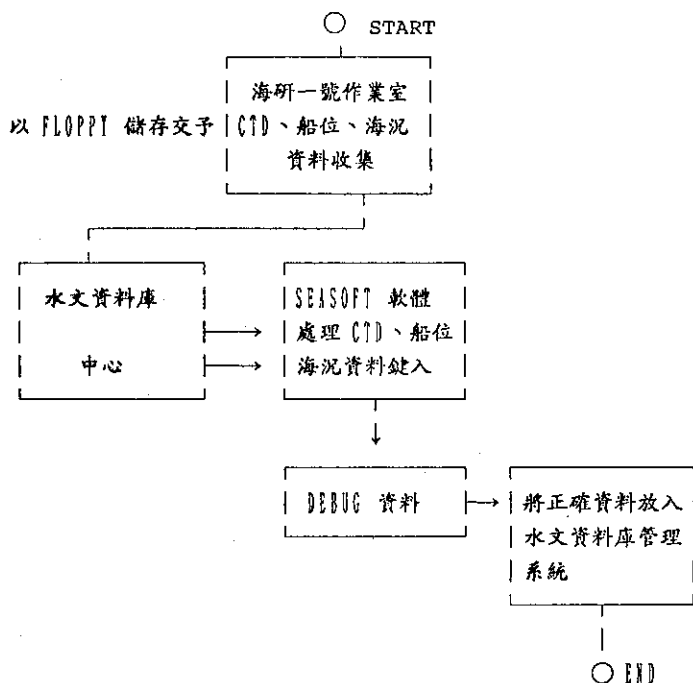 START
海研一號作業室
以 FLOPPY 儲存交予 CTD、船位、海況
資料收集
水文資料庫
中心
SEASOFT 軟體
處理 CTD、船位
海況資料鍵入
DEBUG 資料
將正確資料放入
水文資料庫管理
系統
END